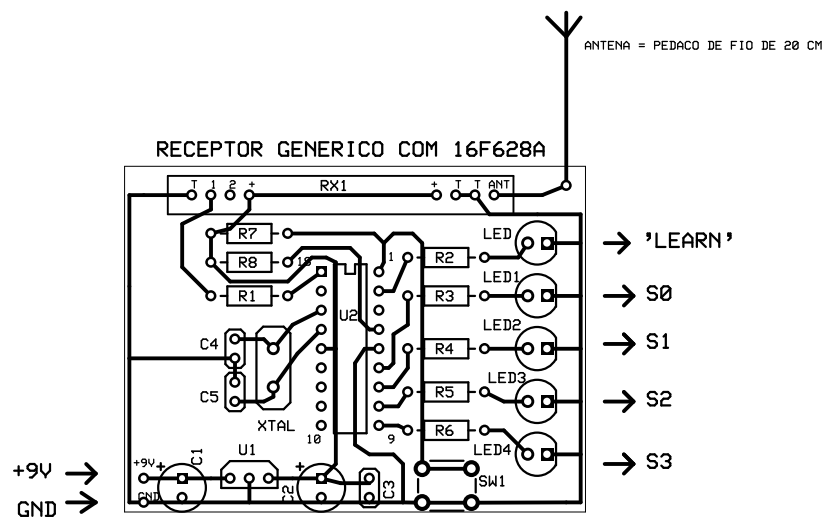 ANTENA = PEDACO DE FIO DE 20 CM
RECEPTOR GENERICO COM 16F628A
T 1 2 + RX1 + T T ANT
R7
LED
'LEARN'
R8
18
1
R2
LED1
R1
R3
S0
U2
LED2
C4
R4
S1
LED3
C5
R5
S2
XTAL
R6
10
9
LED4
S3
C1
U1
+9V
+9V
+
+
SW1
GND
GND
C2
C3